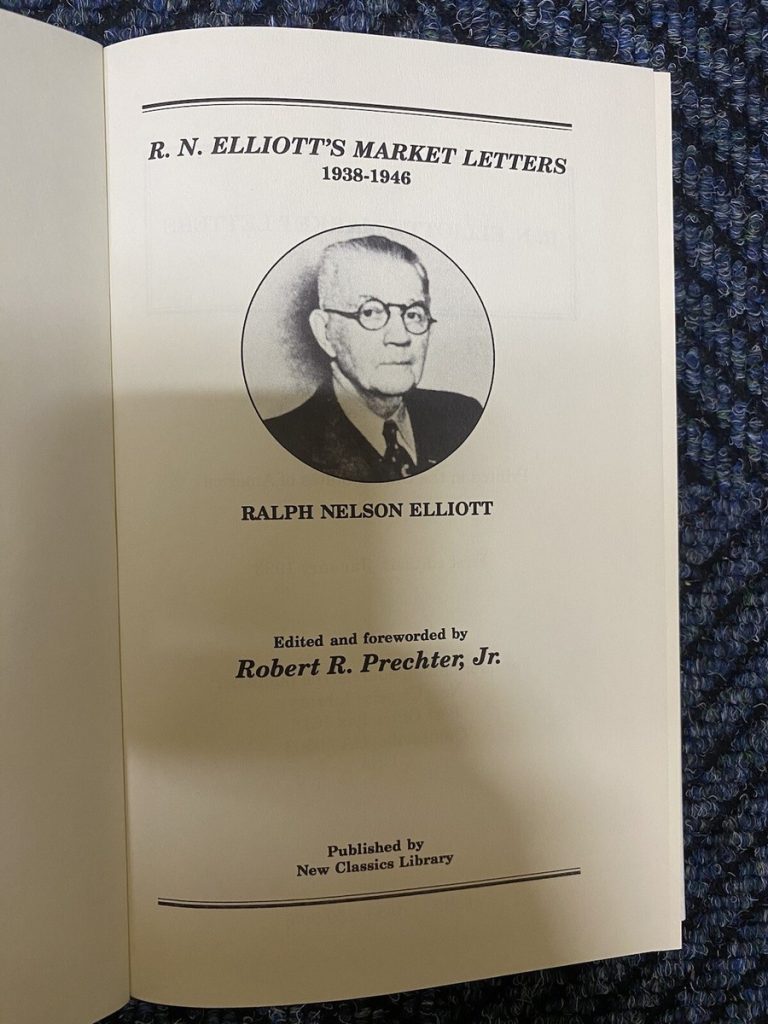 R. N. ELLIOTT'S MARKET LETTERS
1938-1946
RALPH NELSON ELLIOTT
Edited and foreworded by
Robert R. Prechter, Jr.
Published by
New Classics Library